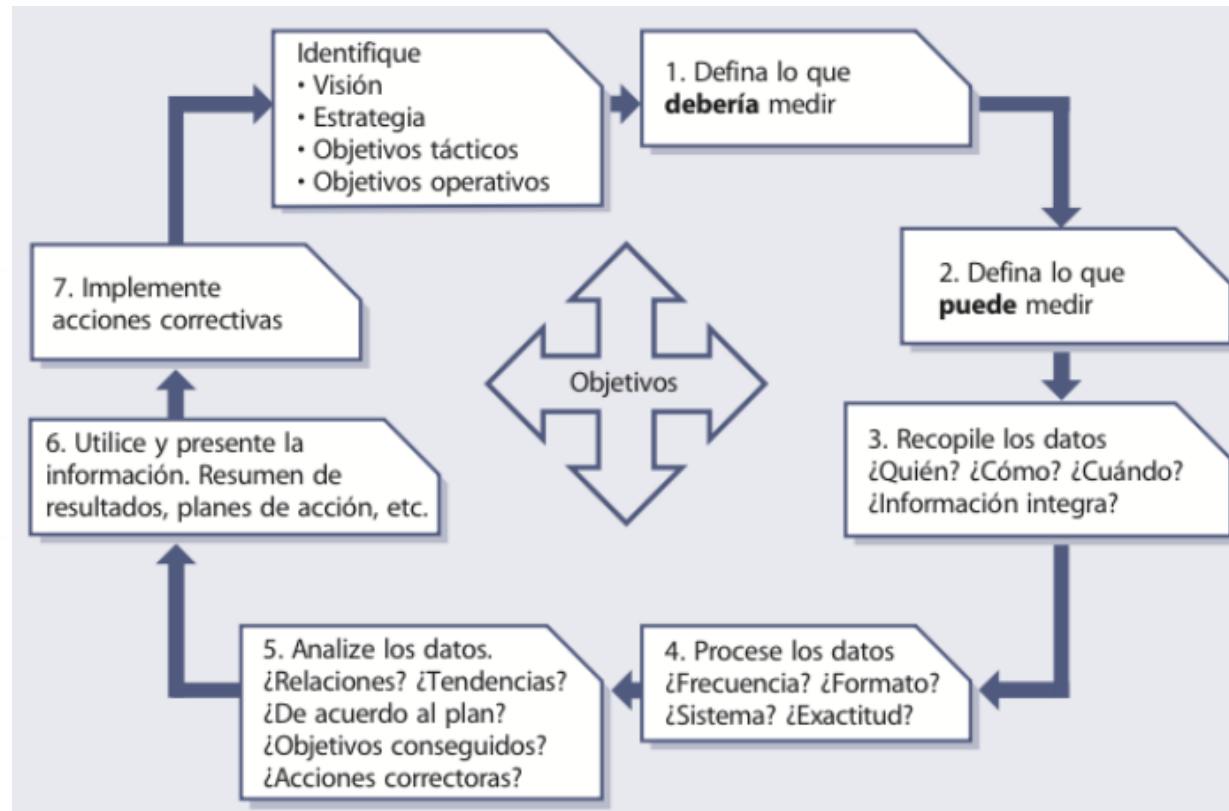 Identifique
• Visión
• Estrategia
• Objetivos tácticos
• Objetivos operativos
1. Defina lo que
debería medir
2. Defina lo que
puede medir
3. Recopile los datos
¿Quién? ¿Cómo? ¿Cuándo?
¿Información integra?
4. Procese los datos
¿Frecuencia? ¿Formato?
¿Sistema? ¿Exactitud?
5. Analize los datos.
¿Relaciones? ¿Tendencias?
¿De acuerdo al plan?
¿Objetivos conseguidos?
¿Acciones correctoras?
6. Utilice y presente la
información. Resumen de
resultados, planes de acción, etc.
7. Implemente
acciones correctivas
Objetivos